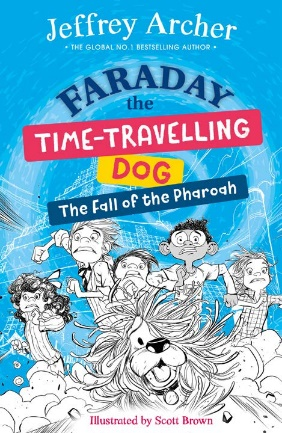 Jeffrey Archer
• THE GLOBAL NO.1 BESTSELLING AUTHOR •
FARADAY
the
TIME-TRAVELLING
DOG
The Fall of the Pharoah
Illustrated by Scott Brown